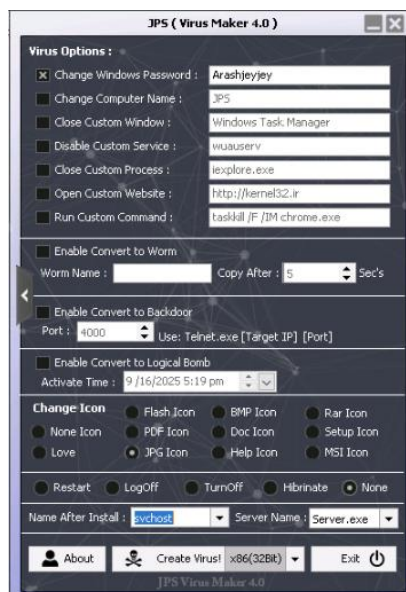 JPS ( Virus Maker 4.0 )
Virus Options :
Change Windows Password : Arashjeyjey
Change Computer Name : JPS
Close Custom Window : Windows Task Manager
Disable Custom Service : wuauserv
Close Custom Process : iexplore.exe
Open Custom Website : http://kernel32.ir
Run Custom Command : taskkill /F /IM chrome.exe
Enable Convert to Worm
Worm Name : Copy After : 5 Sec's
Enable Convert to Backdoor
Port : 4000 Use: Telnet.exe [Target IP] [Port]
Enable Convert to Logical Bomb
Activate Time : 9 /16/2025 5:19 pm
Change Icon Flash Icon BMP Icon Rar Icon
None Icon PDF Icon Doc Icon Setup Icon
Love JPG Icon Help Icon MSI Icon
Restart LogOff TurnOff Hibrinate None
Name After Install : svchost Server Name : Server.exe
About Create Virus! x86(32Bit) Exit
JPS Virus Maker 4.0